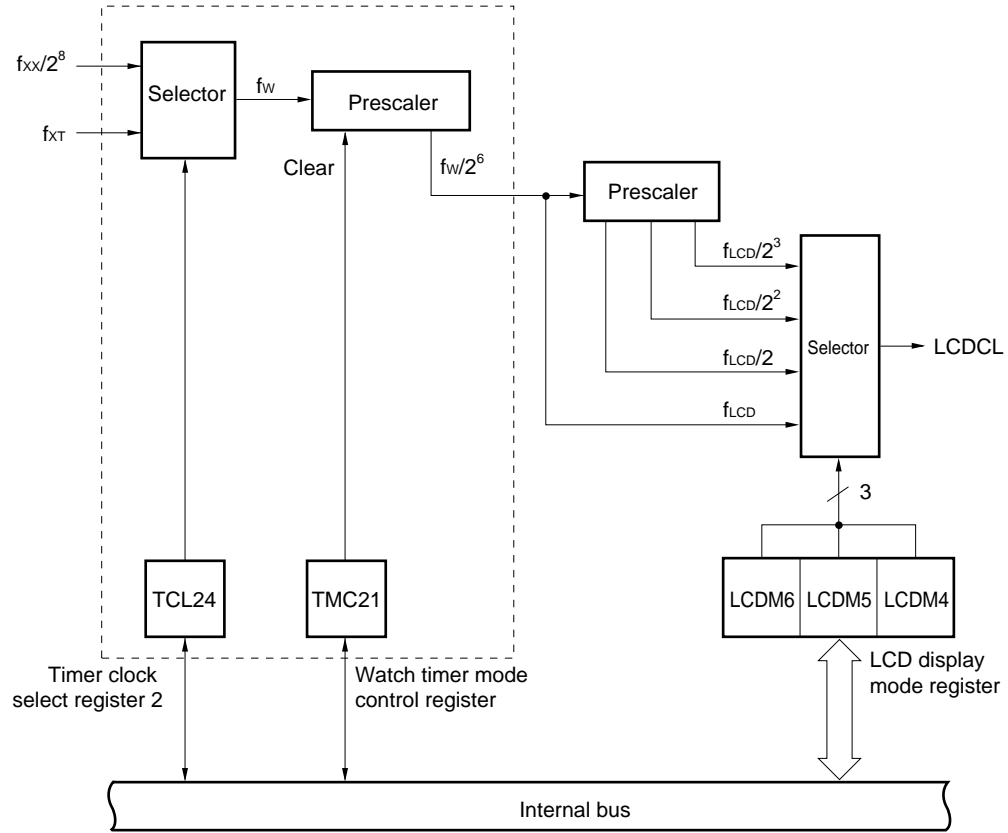 fXX/2^8
Selector
fW
Prescaler
fXT
Clear
fW/2^6
Prescaler
fLCD/2^3
fLCD/2^2
Selector
LCDCL
fLCD/2
fLCD
3
TCL24
TMC21
LCDM6
LCDM5
LCDM4
Timer clock
select register 2
Watch timer mode
control register
LCD display
mode register
Internal bus